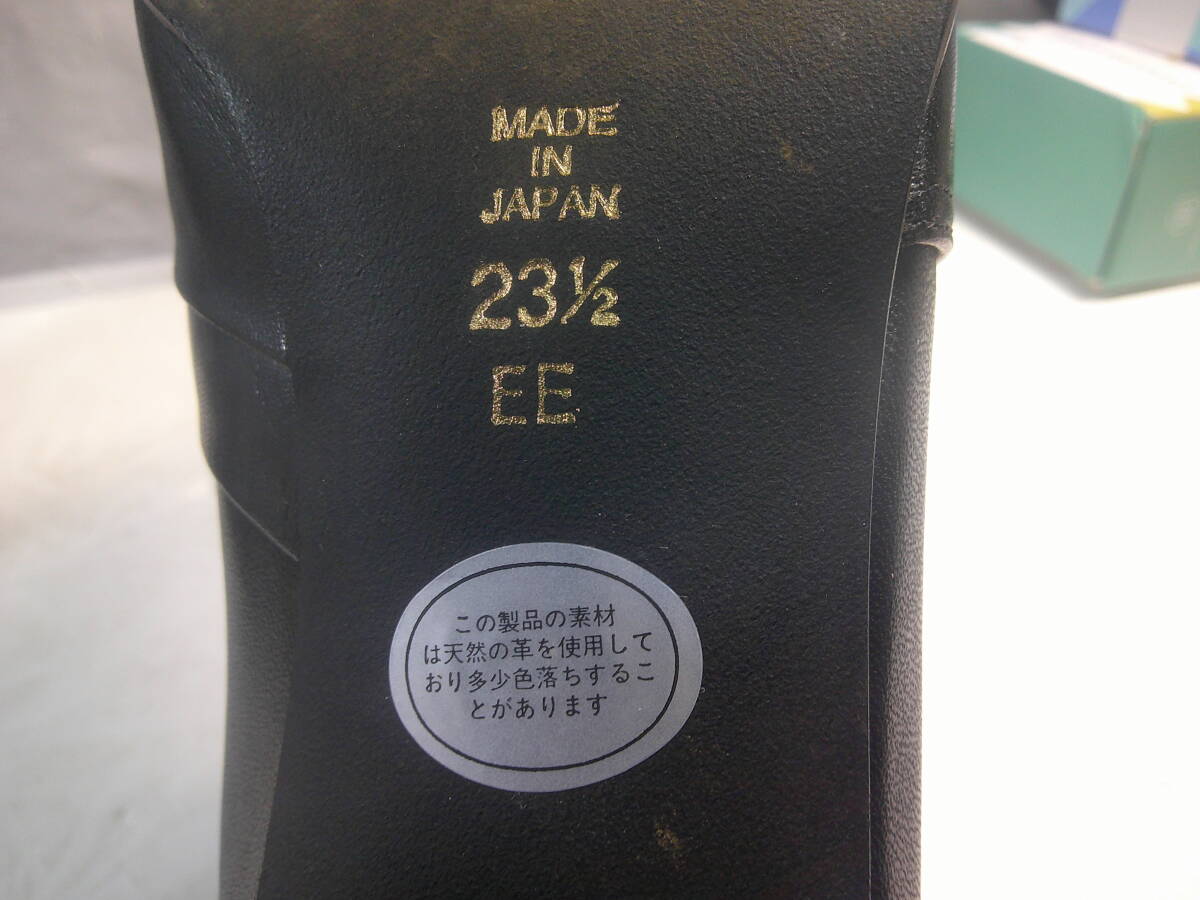 MADE
IN
JAPAN
23½
EE
この製品の素材
は天然の革を使用して
おり多少色落ちするこ
とがあります